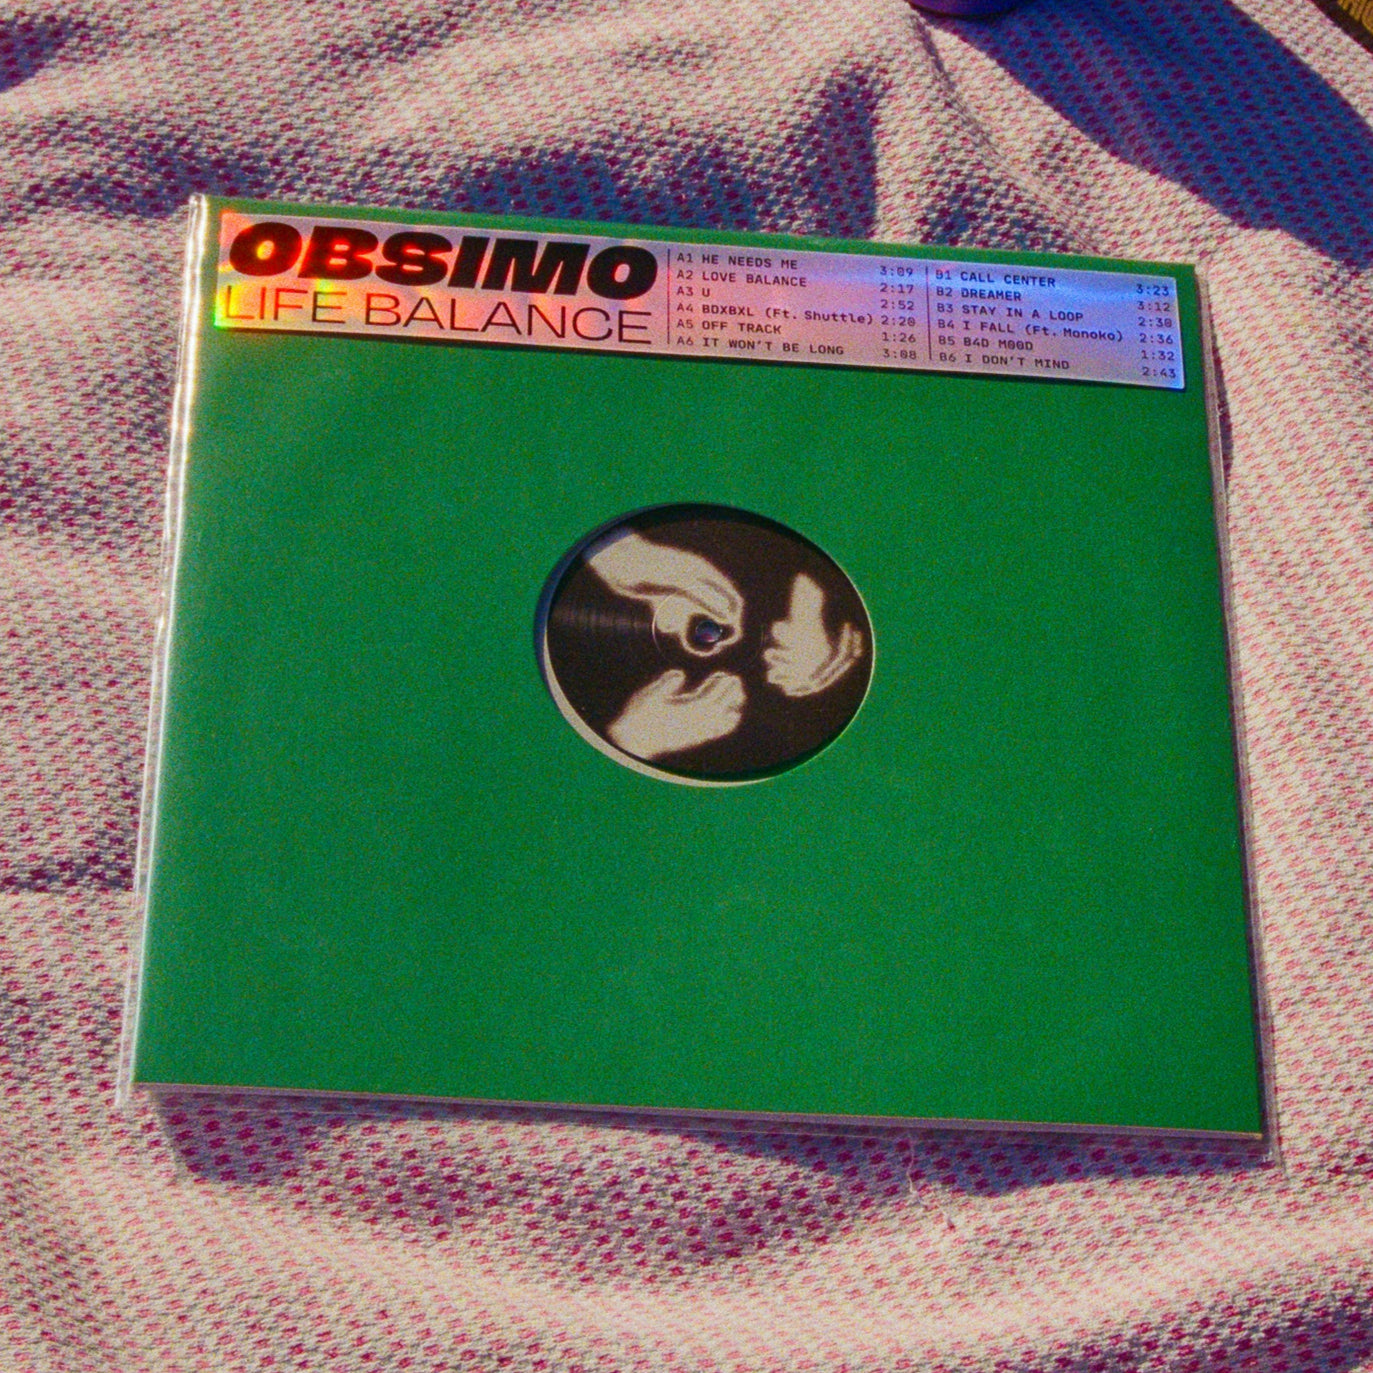 OBSIMO
LIFE BALANCE
A1 HE NEEDS ME 3:09
A2 LOVE BALANCE 2:17
A3 U 2:52
A4 BDXBXL (Ft. Shuttle) 2:20
A5 OFF TRACK 1:26
A6 IT WON'T BE LONG 3:08
B1 CALL CENTER 3:23
B2 DREAMER 3:12
B3 STAY IN A LOOP 2:30
B4 I FALL (Ft. Monoko) 2:36
B5 B4D M00D 1:32
B6 I DON'T MIND 2:43